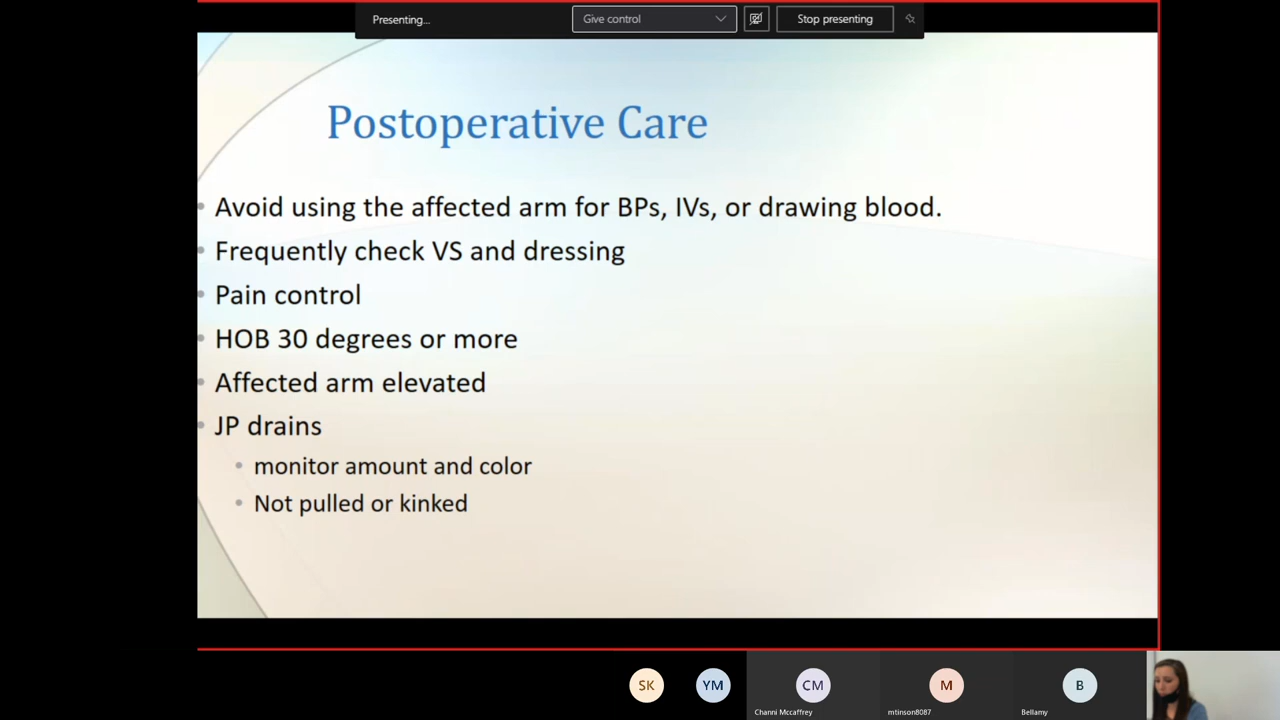 Presenting...
Give control
Stop presenting
Postoperative Care
Avoid using the affected arm for BPs, IVs, or drawing blood.
Frequently check VS and dressing
Pain control
HOB 30 degrees or more
Affected arm elevated
JP drains
monitor amount and color
Not pulled or kinked
SK
YM
CM
M
B
Channi Mccaffrey
mtinson8087
Bellamy